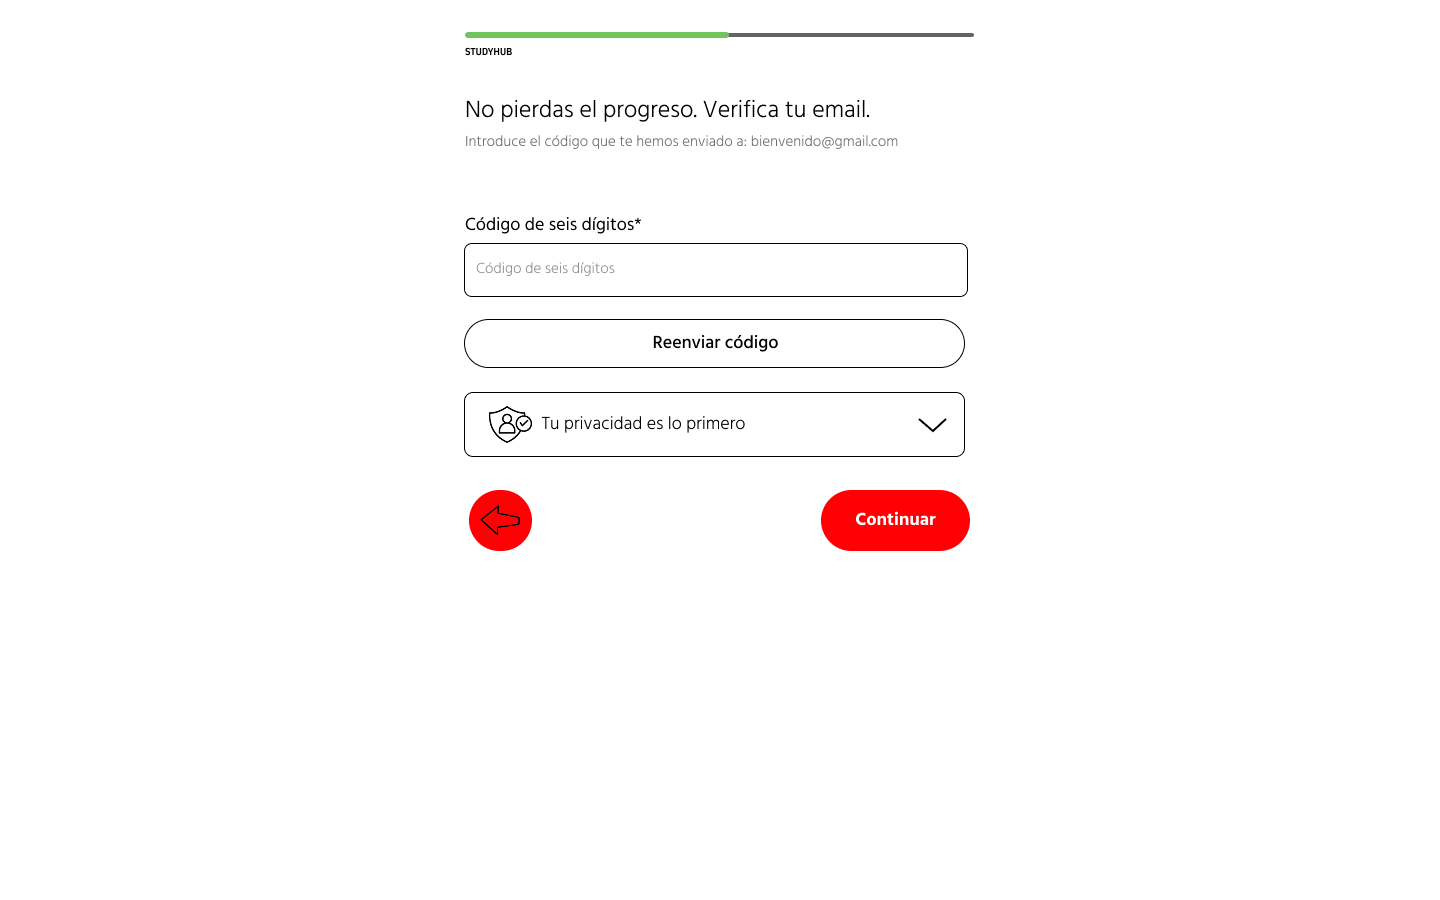 STUDYHUB
No pierdas el progreso. Verifica tu email.
Introduce el código que te hemos enviado a: bienvenido@gmail.com
Código de seis dígitos*
Código de seis dígitos
Reenviar código
Tu privacidad es lo primero
Continuar